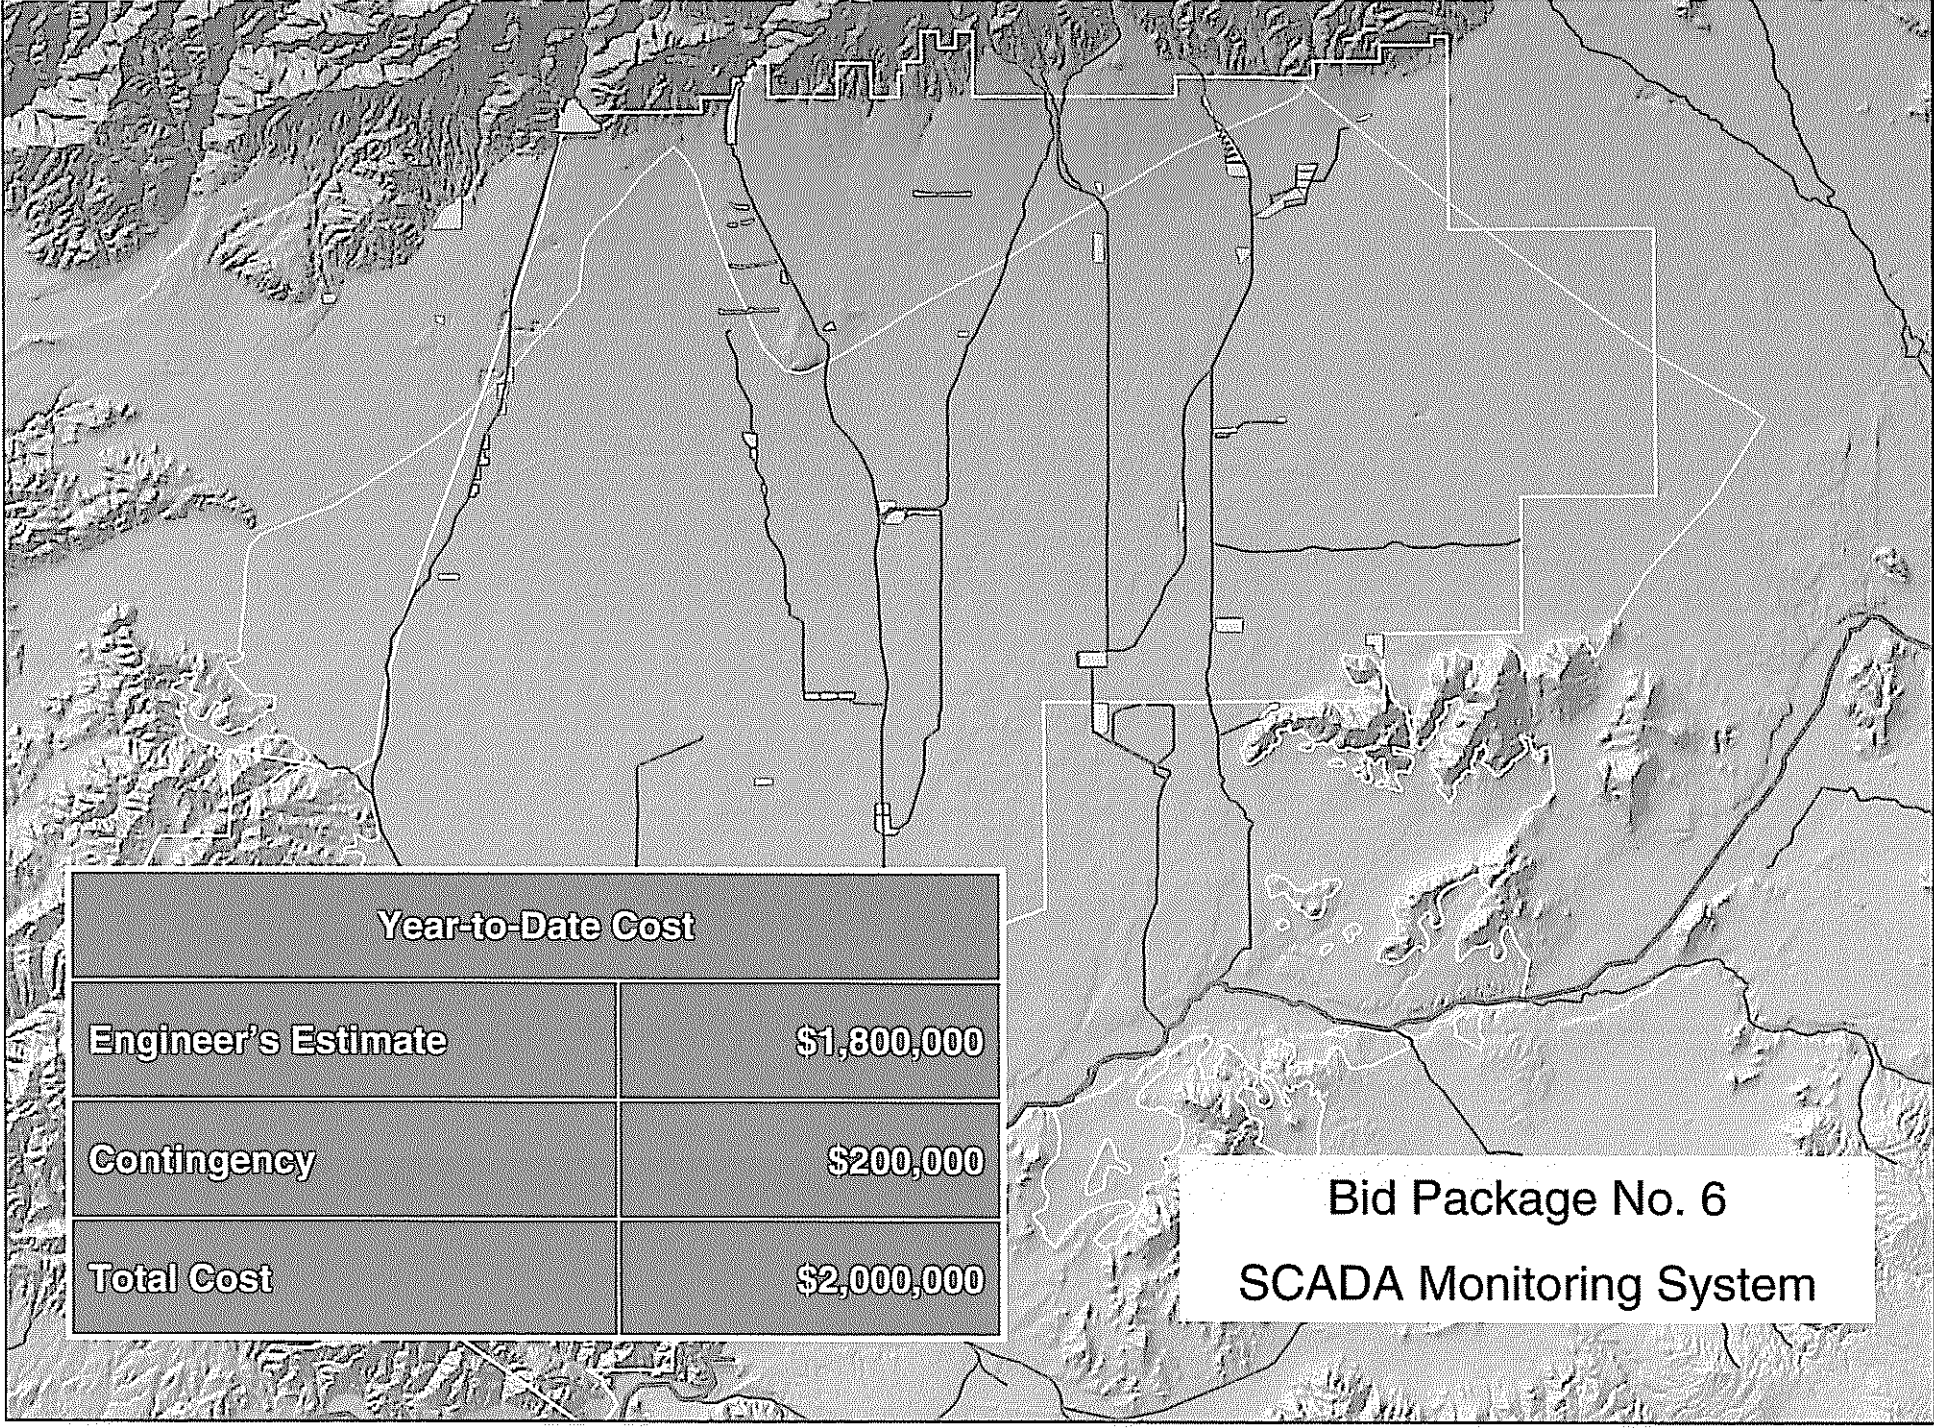 Year-to-Date Cost
Engineer's Estimate $1,800,000
Contingency $200,000
Total Cost $2,000,000
Bid Package No. 6
SCADA Monitoring System